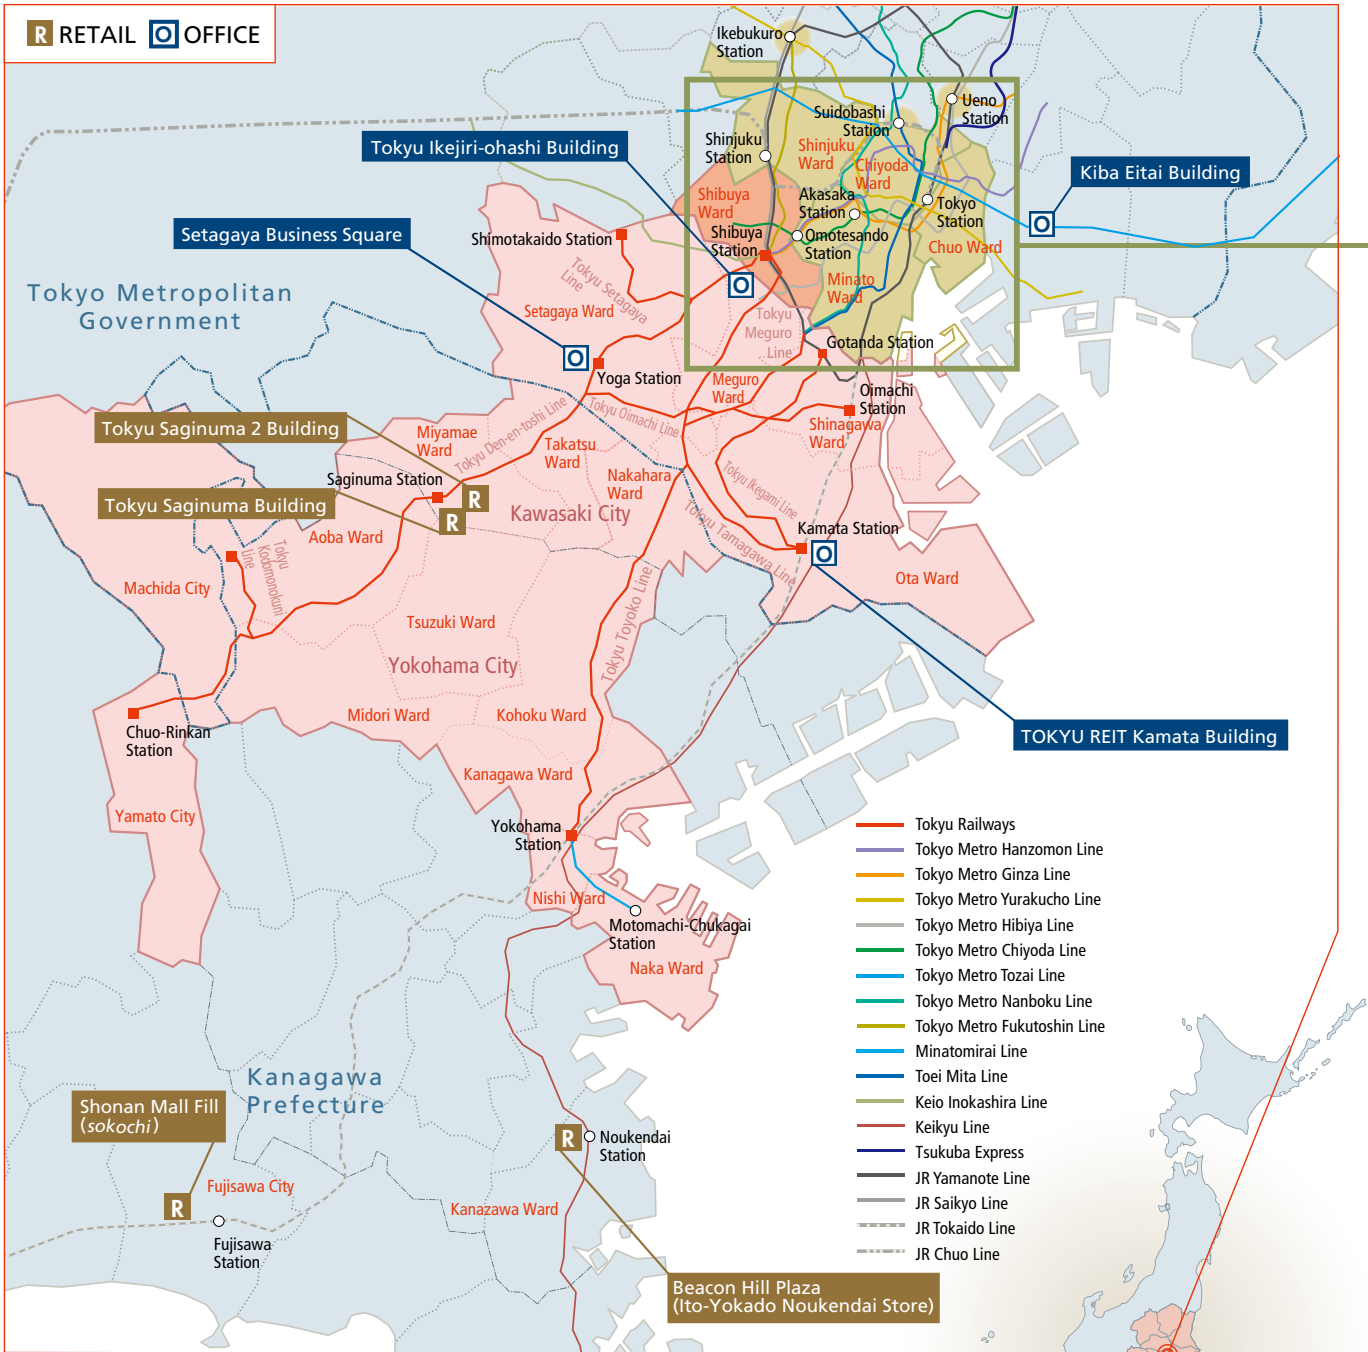 R RETAIL O OFFICE
Ikebukuro
Station
Ueno
Station
Suidobashi
Station
Tokyu Ikejiri-ohashi Building
Shinjuku
Station
Shinjuku
Ward
Chiyoda
Ward
Kiba Eitai Building
Shibuya
Ward
Akasaka
Station
Tokyo
Station
Setagaya Business Square
Shimotakaido Station
Shibuya
Station
Omotesando
Station
Chuo Ward
O
Tokyu Setagaya
Line
O
Minato
Ward
Tokyo Metropolitan
Government
Setagaya Ward
Tokyu
Meguro
Line
Gotanda Station
O
Yoga Station
Meguro
Ward
Oimachi
Station
Tokyu Den-en-toshi Line
Tokyu Oimachi Line
Tokyu Saginuma 2 Building
Miyamae
Ward
Takatsu
Ward
Shinagawa
Ward
Saginuma Station
Nakahara
Ward
Tokyu Ikegami Line
Tokyu Saginuma Building
R
R
Kawasaki City
Tokyu Tamagawa Line
Kamata Station
O
Aoba Ward
Tokyu
Kodomonokuni
Line
Machida City
Ota Ward
Tsuzuki Ward
Tokyu Toyoko Line
Yokohama City
Midori Ward
Kohoku Ward
Chuo-Rinkan
Station
TOKYU REIT Kamata Building
Kanagawa Ward
Yamato City
Yokohama
Station
Nishi Ward
Motomachi-Chukagai
Station
Naka Ward
Tokyu Railways
Tokyo Metro Hanzomon Line
Tokyo Metro Ginza Line
Tokyo Metro Yurakucho Line
Tokyo Metro Hibiya Line
Tokyo Metro Chiyoda Line
Tokyo Metro Tozai Line
Tokyo Metro Nanboku Line
Tokyo Metro Fukutoshin Line
Minatomirai Line
Toei Mita Line
Keio Inokashira Line
Keikyu Line
Tsukuba Express
JR Yamanote Line
JR Saikyo Line
JR Tokaido Line
JR Chuo Line
Kanagawa
Prefecture
Shonan Mall Fill
(sokochi)
R
Noukendai
Station
Fujisawa City
R
Kanazawa Ward
Fujisawa
Station
Beacon Hill Plaza
(Ito-Yokado Noukendai Store)